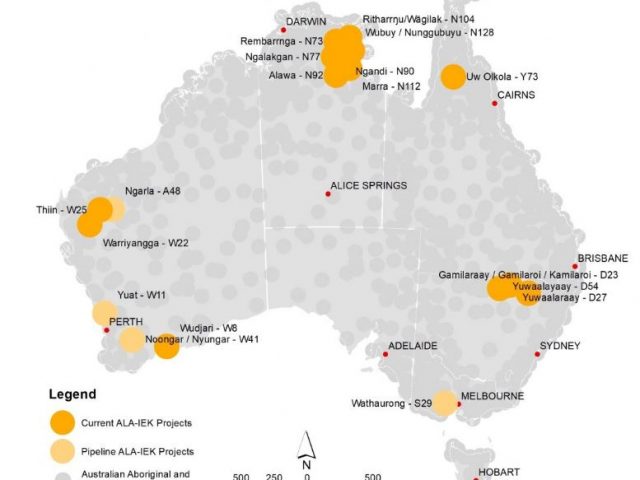 DARWIN
Ritharrŋu/Wägilak - N104
Rembarrnga - N73
Wubuy / Nunggubuyu - N128
Ngalakgan - N77
Ngandi - N90
Alawa - N92
Marra - N112
Uw Olkola - Y73
CAIRNS
ALICE SPRINGS
Ngarla - A48
Thiin - W25
Warriyangga - W22
BRISBANE
Gamilaraay / Gamilaroi / Kamilaroi - D23
Yuwaalayaay - D54
Yuwaalaraay - D27
Yuat - W11
PERTH
Wudjari - W8
Noongar / Nyungar - W41
ADELAIDE
SYDNEY
Wathaurong - S29
MELBOURNE
Legend
Current ALA-IEK Projects
Pipeline ALA-IEK Projects
Australian Aboriginal and
N
500 250 0 500
HOBART